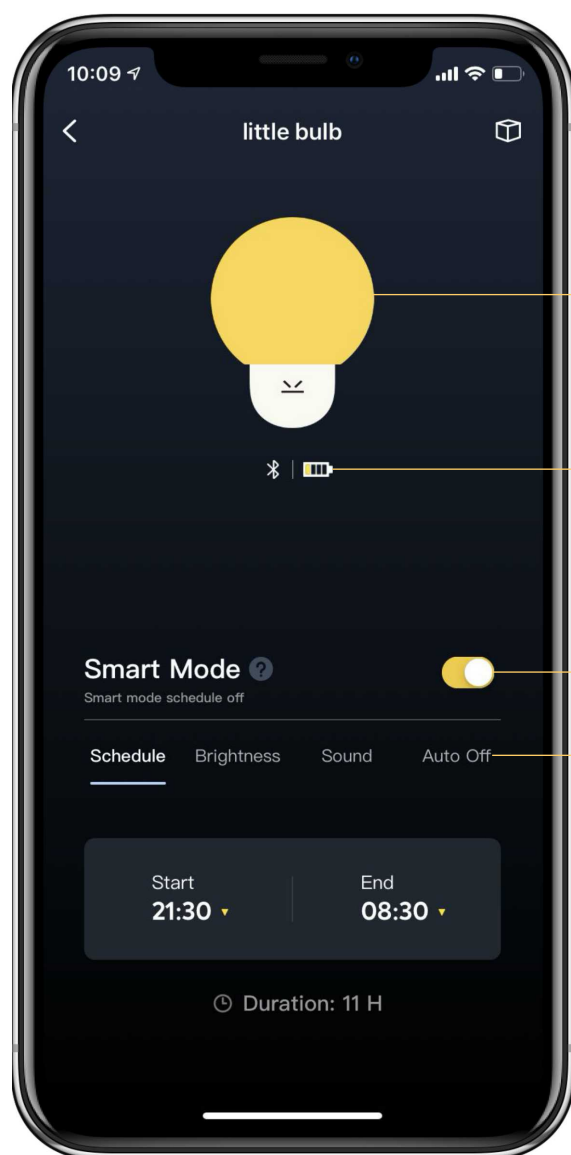 10:09
little bulb
Smart Mode ?
Smart mode schedule off
Schedule Brightness Sound Auto Off
Start End
21:30 08:30
Duration: 11 H